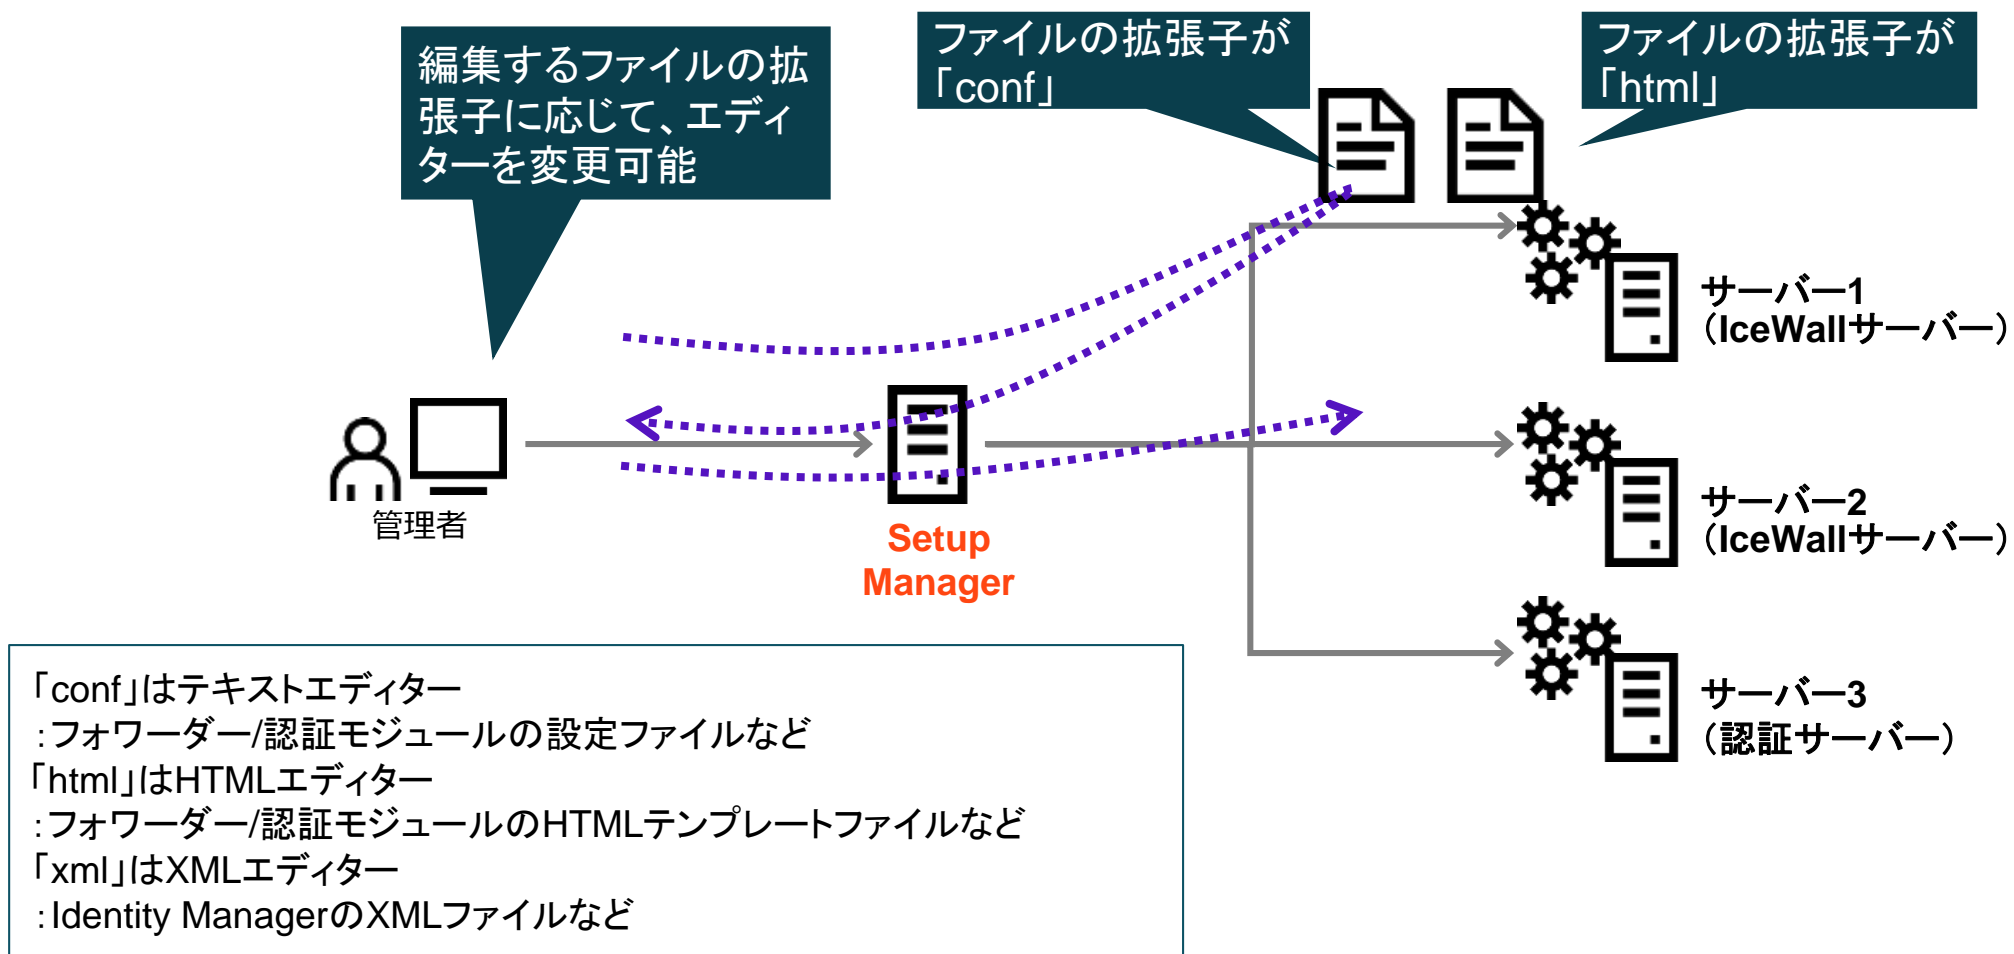 編集するファイルの拡
張子に応じて、エディ
ターを変更可能
ファイルの拡張子が
「conf」
ファイルの拡張子が
「html」
サーバー1
（IceWallサーバー）
管理者
Setup
Manager
サーバー2
（IceWallサーバー）
サーバー3
（認証サーバー）
「conf」はテキストエディター
：フォワーダー/認証モジュールの設定ファイルなど
「html」はHTMLエディター
：フォワーダー/認証モジュールのHTMLテンプレートファイルなど
「xml」はXMLエディター
：Identity ManagerのXMLファイルなど